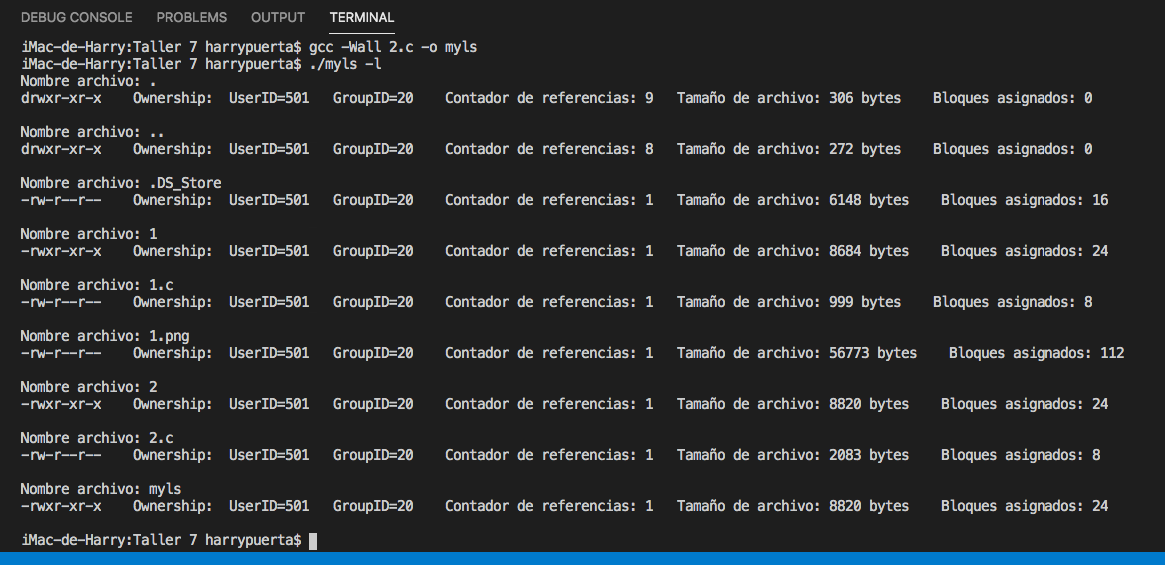 DEBUG CONSOLE PROBLEMS OUTPUT TERMINAL
iMac-de-Harry:Taller 7 harrypuerta$ gcc -Wall 2.c -o myls
iMac-de-Harry:Taller 7 harrypuerta$ ./myls -l
Nombre archivo: .
drwxr-xr-x Ownership: UserID=501 GroupID=20 Contador de referencias: 9 Tamaño de archivo: 306 bytes Bloques asignados: 0
Nombre archivo: ..
drwxr-xr-x Ownership: UserID=501 GroupID=20 Contador de referencias: 8 Tamaño de archivo: 272 bytes Bloques asignados: 0
Nombre archivo: .DS_Store
-rw-r--r-- Ownership: UserID=501 GroupID=20 Contador de referencias: 1 Tamaño de archivo: 6148 bytes Bloques asignados: 16
Nombre archivo: 1
-rwxr-xr-x Ownership: UserID=501 GroupID=20 Contador de referencias: 1 Tamaño de archivo: 8684 bytes Bloques asignados: 24
Nombre archivo: 1.c
-rw-r--r-- Ownership: UserID=501 GroupID=20 Contador de referencias: 1 Tamaño de archivo: 999 bytes Bloques asignados: 8
Nombre archivo: 1.png
-rw-r--r-- Ownership: UserID=501 GroupID=20 Contador de referencias: 1 Tamaño de archivo: 56773 bytes Bloques asignados: 112
Nombre archivo: 2
-rwxr-xr-x Ownership: UserID=501 GroupID=20 Contador de referencias: 1 Tamaño de archivo: 8820 bytes Bloques asignados: 24
Nombre archivo: 2.c
-rw-r--r-- Ownership: UserID=501 GroupID=20 Contador de referencias: 1 Tamaño de archivo: 2083 bytes Bloques asignados: 8
Nombre archivo: myls
-rwxr-xr-x Ownership: UserID=501 GroupID=20 Contador de referencias: 1 Tamaño de archivo: 8820 bytes Bloques asignados: 24
iMac-de-Harry:Taller 7 harrypuerta$